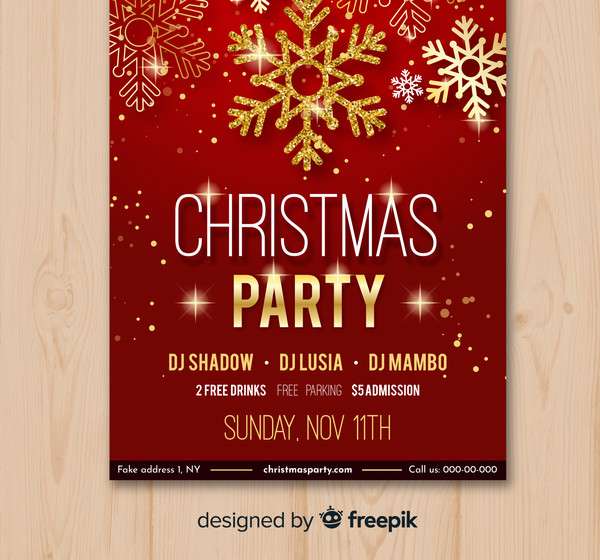 CHRISTMAS
PARTY
DJ SHADOW • DJ LUSIA • DJ MAMBO
2 FREE DRINKS FREE PARKING $5 ADMISSION
SUNDAY, NOV 11TH
Fake address 1, NY christmasparty.com Call us: 000-00-000
designed by freepik